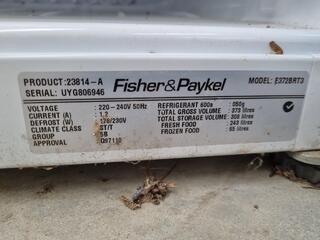 PRODUCT:23814-A Fisher&Paykel MODEL: E372BRT3
SERIAL: UYG806946
VOLTAGE : 220-240V 50Hz REFRIGERANT 600a : 050g
CURRENT (A) : 1.2 TOTAL GROSS VOLUME : 373 litres
DEFROST (W) : 170/230V TOTAL STORAGE VOLUME : 308 litres
CLIMATE CLASS : ST/T FRESH FOOD : 243 litres
GROUP : 5B FROZEN FOOD : 65 litres
APPROVAL : Q97110